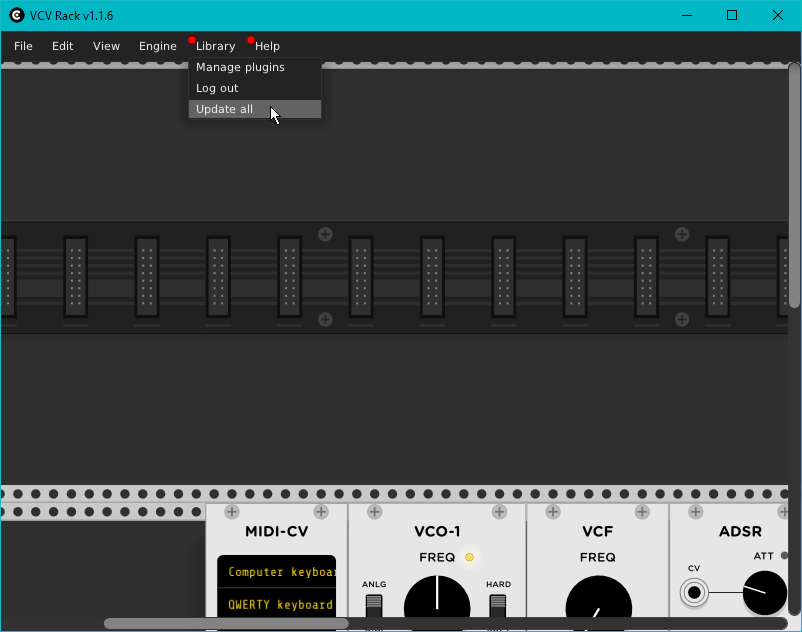 VCV Rack v1.1.6
File Edit View Engine Library Help
Manage plugins
Log out
Update all
MIDI-CV VCO-1 VCF ADSR
FREQ FREQ ATT
CV
Computer keyboar
ANLG HARD
QWERTY keyboard